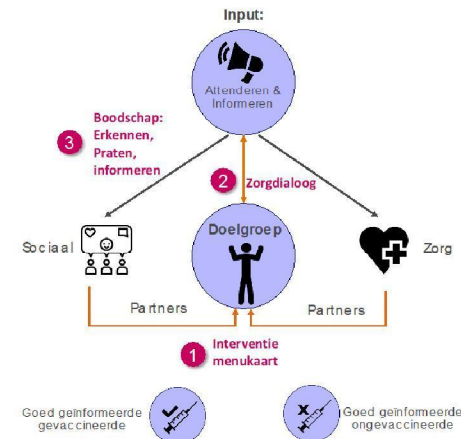 Input:
Attenderen &
Informeren
3
Boodschap:
Erkennen,
Praten,
informeren
2
Zorgdialoog
Doelgroep
Sociaal
Zorg
Partners
Partners
1
Interventie
menukaart
Goed geïnformeerde
gevaccineerde
Goed geïnformeerde
ongevaccineerde